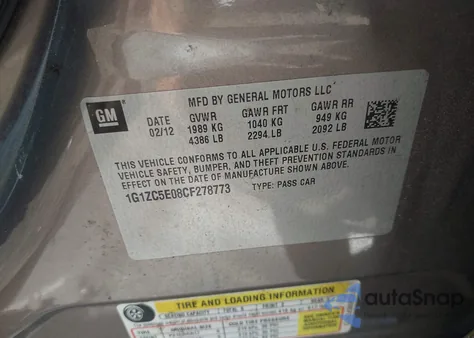 GM
MFD BY GENERAL MOTORS LLC
DATE GVWR GAWR FRT GAWR RR
02/12 1989 KG 1040 KG 949 KG
4386 LB 2294 LB 2092 LB
THIS VEHICLE CONFORMS TO ALL APPLICABLE U.S. FEDERAL MOTOR
VEHICLE SAFETY, BUMPER, AND THEFT PREVENTION STANDARDS IN
EFFECT ON THE DATE OF MANUFACTURE SHOWN ABOVE.
1G1ZC5E08CF278773 TYPE: PASS CAR
TIRE AND LOADING INFORMATION
SEATING CAPACITY
autoSnap